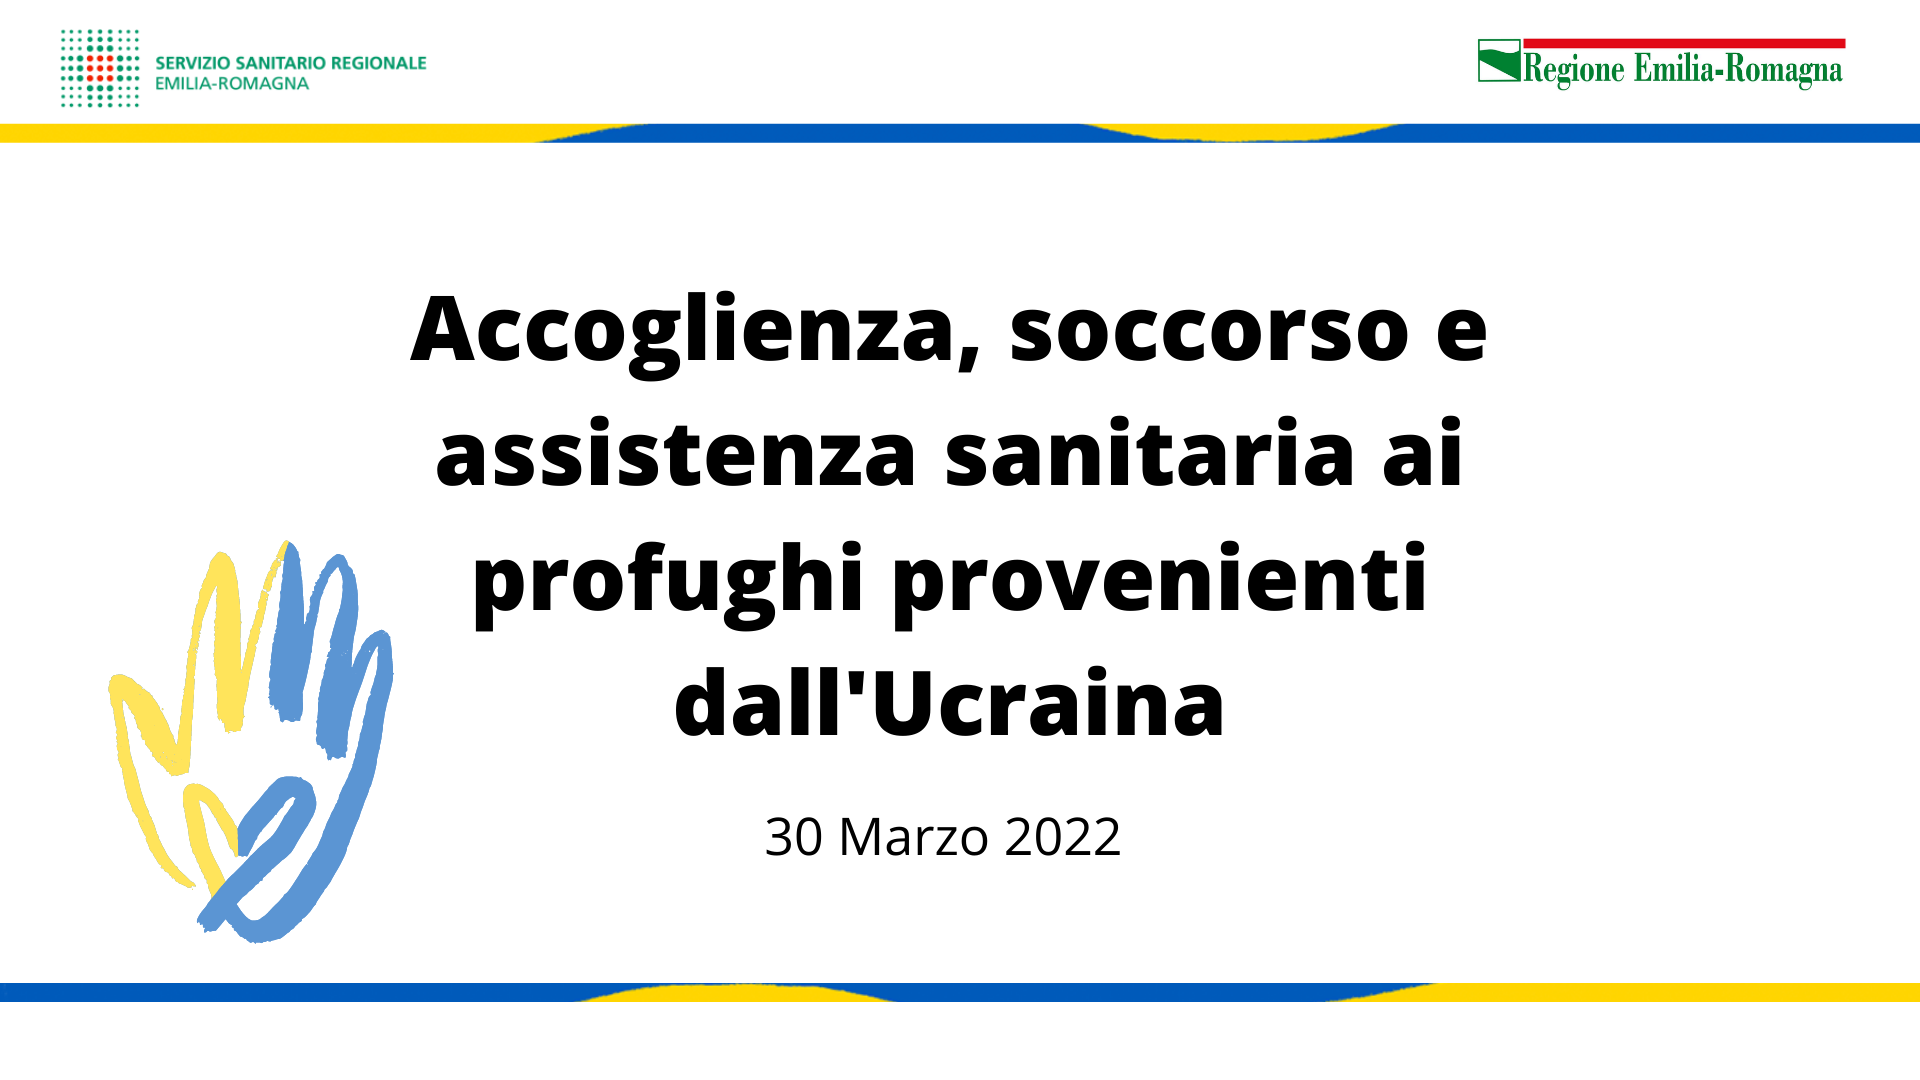 SERVIZIO SANITARIO REGIONALE
EMILIA-ROMAGNA
Regione Emilia-Romagna
Accoglienza, soccorso e
assistenza sanitaria ai
profughi provenienti
dall'Ucraina
30 Marzo 2022